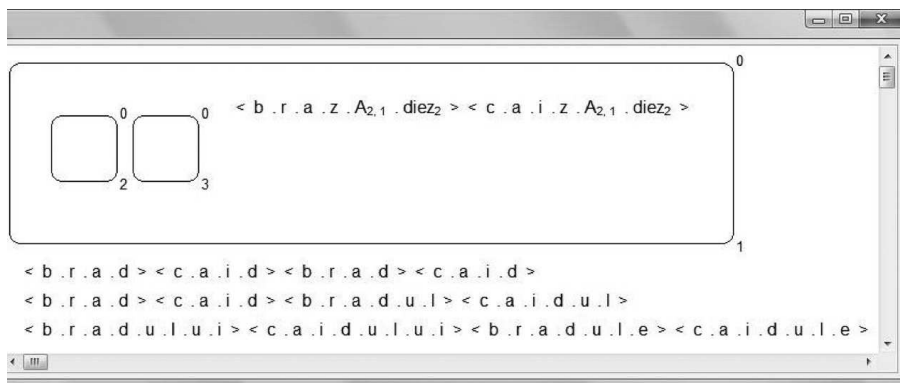 0
0 0 < b . r . a . z . A2, 1 . diez2 > < c . a . i . z . A2, 1 . diez2 >
2 3
1
< b . r . a . d > < c . a . i . d > < b . r . a . d > < c . a . i . d >
< b . r . a . d > < c . a . i . d > < b . r . a . d . u . l > < c . a . i . d . u . l >
< b . r . a . d . u . l . u . i > < c . a . i . d . u . l . u . i > < b . r . a . d . u . l . e > < c . a . i . d . u . l . e >